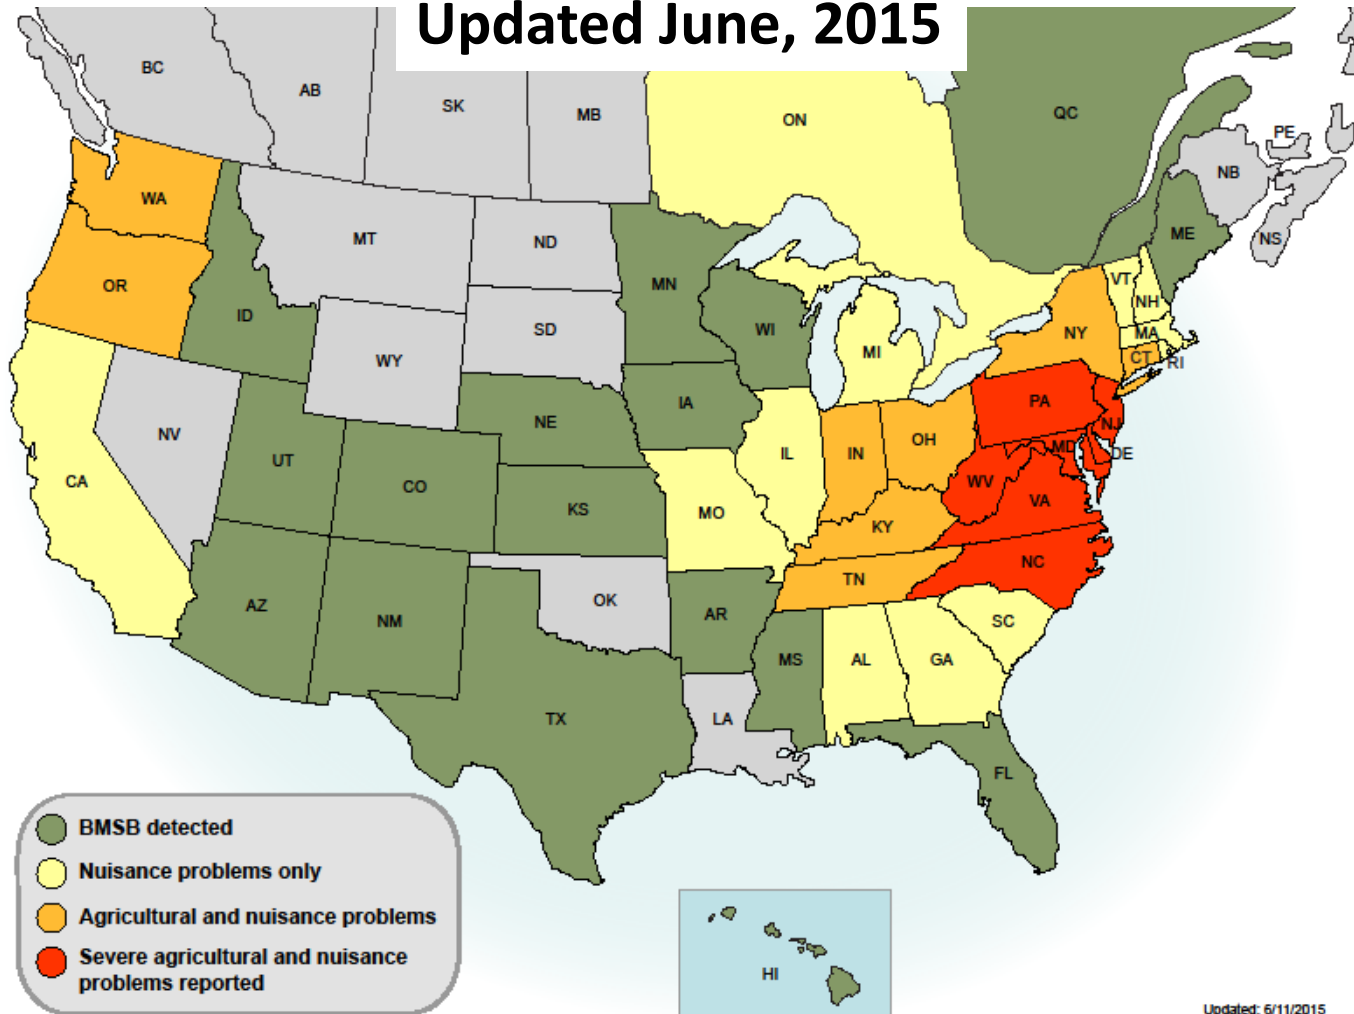 Updated June, 2015
BC
AB
SK
MB
ON
QC
PE
NB
NS
ME
WA
MT
ND
MN
OR
ID
SD
WI
MI
VT
NH
NY
MA
CT
RI
WY
NE
IA
PA
NJ
NV
UT
CO
IL
IN
OH
MD
DE
CA
KS
MO
WV
VA
KY
NC
TN
AZ
NM
OK
AR
SC
MS
AL
GA
TX
LA
FL
BMSB detected
Nuisance problems only
Agricultural and nuisance problems
Severe agricultural and nuisance
problems reported
HI
Updated: 6/11/2015